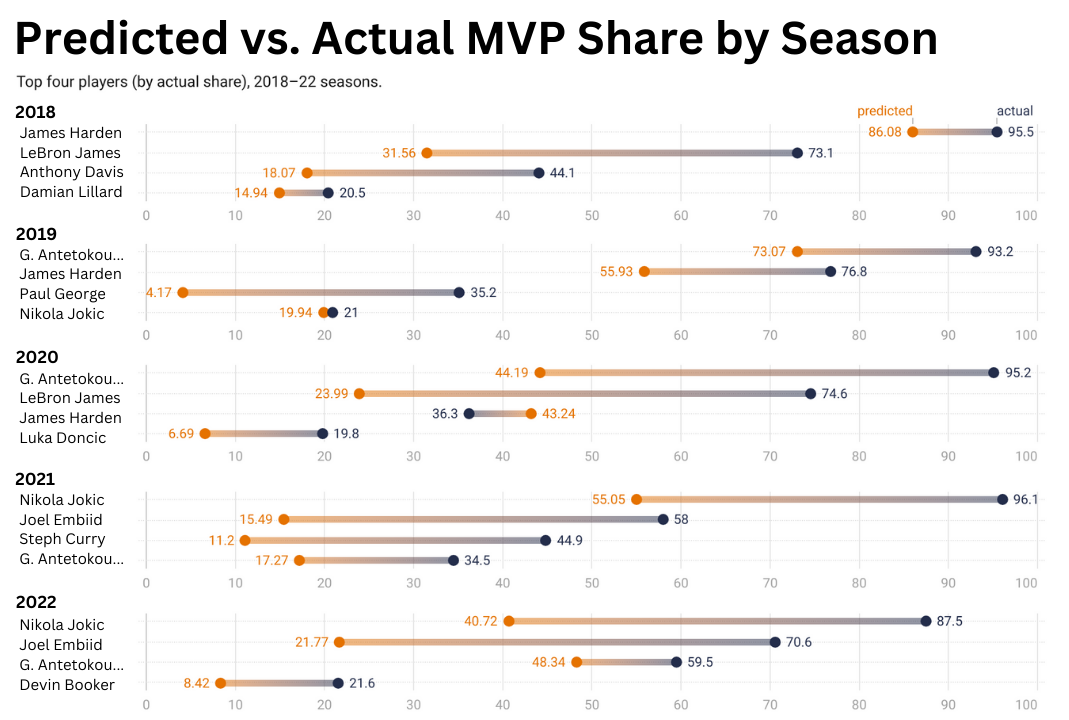 Predicted vs. Actual MVP Share by Season
Top four players (by actual share), 2018–22 seasons.
2018
predicted actual
James Harden 86.08 95.5
LeBron James 31.56 73.1
Anthony Davis 18.07 44.1
Damian Lillard 14.94 20.5
0 10 20 30 40 50 60 70 80 90 100
2019
G. Antetokou... 73.07 93.2
James Harden 55.93 76.8
Paul George 4.17 35.2
Nikola Jokic 19.94 21
0 10 20 30 40 50 60 70 80 90 100
2020
G. Antetokou... 44.19 95.2
LeBron James 23.99 74.6
James Harden 36.3 43.24
Luka Doncic 6.69 19.8
0 10 20 30 40 50 60 70 80 90 100
2021
Nikola Jokic 55.05 96.1
Joel Embiid 15.49 58
Steph Curry 11.2 44.9
G. Antetokou... 17.27 34.5
0 10 20 30 40 50 60 70 80 90 100
2022
Nikola Jokic 40.72 87.5
Joel Embiid 21.77 70.6
G. Antetokou... 48.34 59.5
Devin Booker 8.42 21.6
0 10 20 30 40 50 60 70 80 90 100